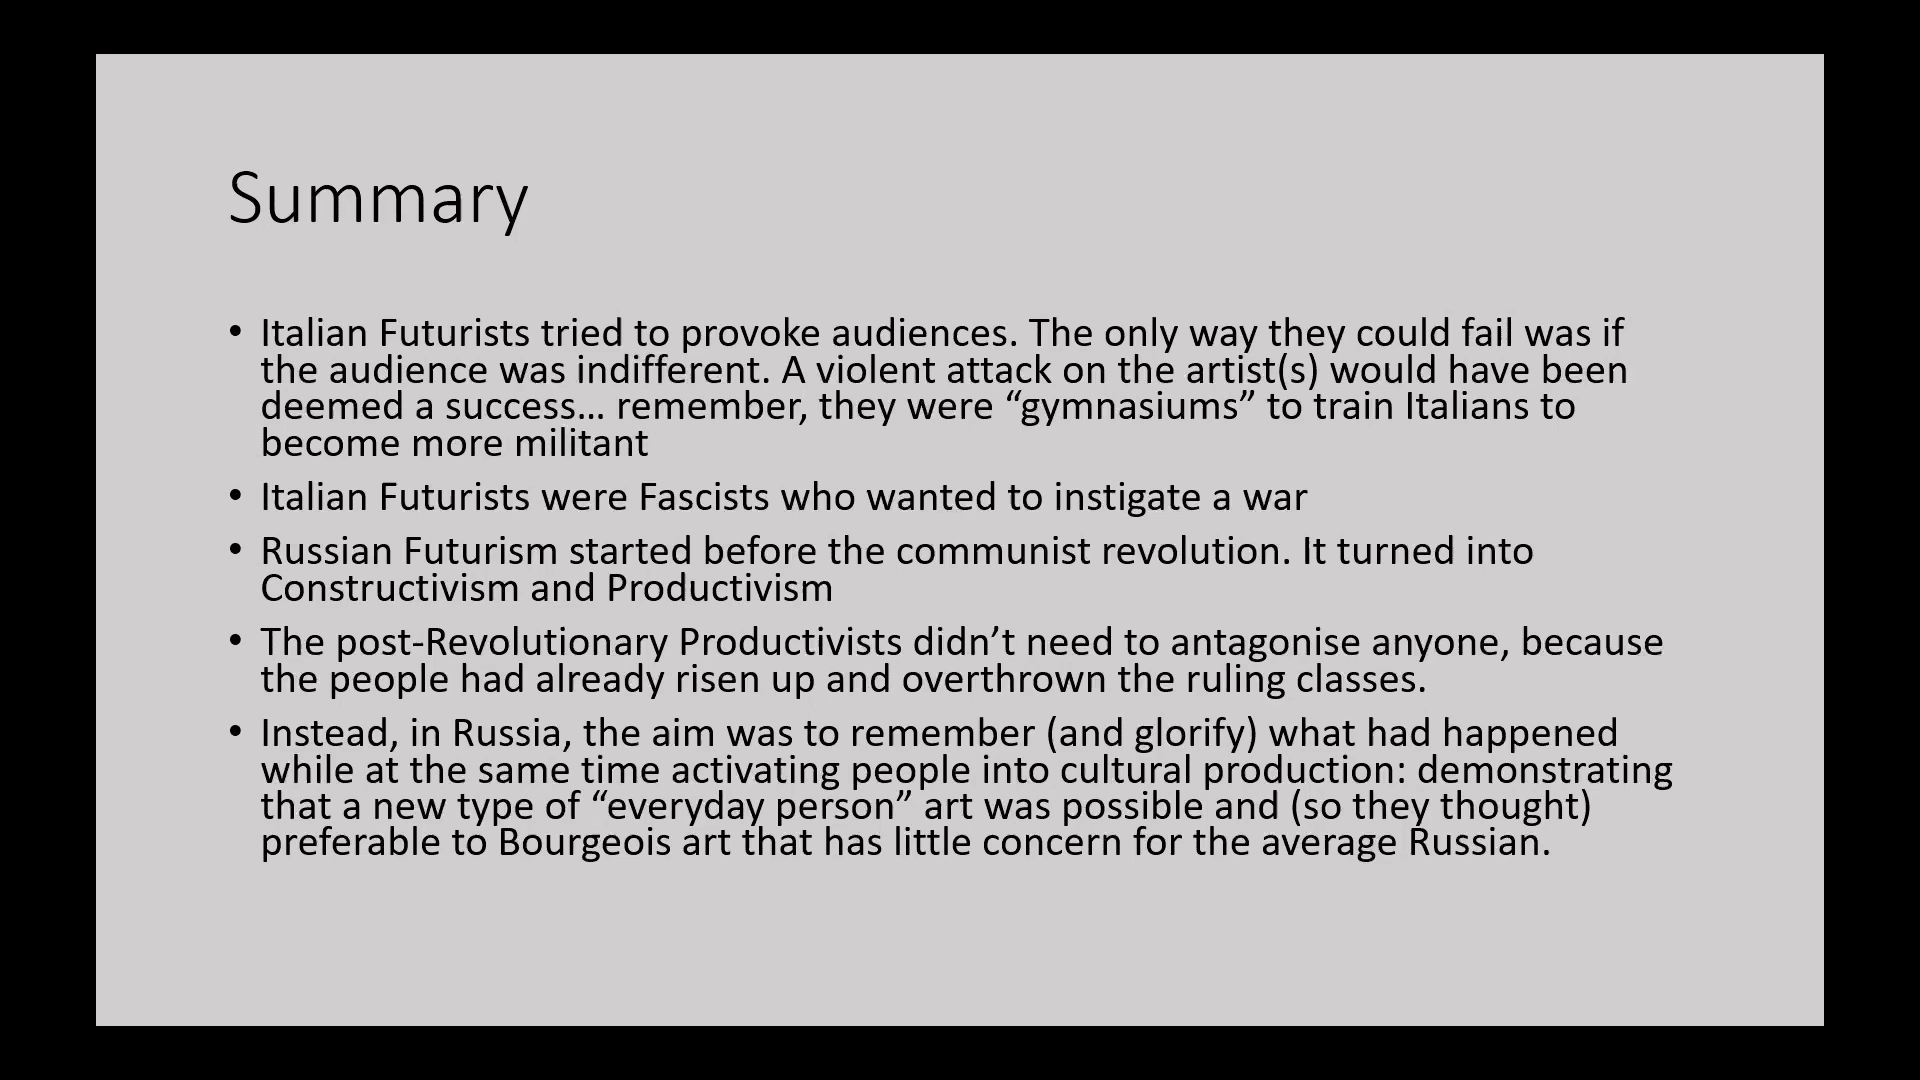 Summary
• Italian Futurists tried to provoke audiences. The only way they could fail was if
the audience was indifferent. A violent attack on the artist(s) would have been
deemed a success... remember, they were “gymnasiums” to train Italians to
become more militant
• Italian Futurists were Fascists who wanted to instigate a war
• Russian Futurism started before the communist revolution. It turned into
Constructivism and Productivism
• The post-Revolutionary Productivists didn’t need to antagonise anyone, because
the people had already risen up and overthrown the ruling classes.
• Instead, in Russia, the aim was to remember (and glorify) what had happened
while at the same time activating people into cultural production: demonstrating
that a new type of “everyday person” art was possible and (so they thought)
preferable to Bourgeois art that has little concern for the average Russian.